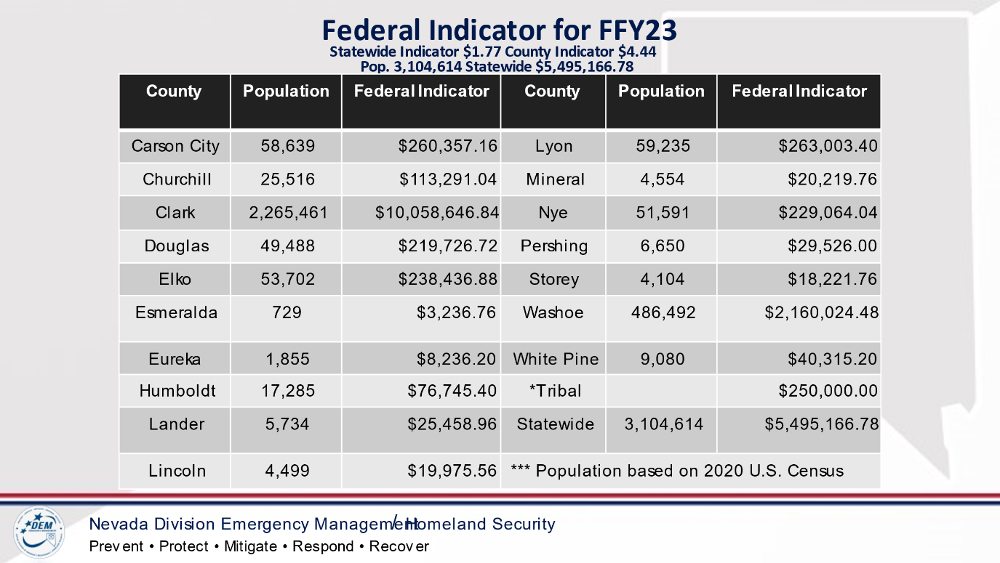 Federal Indicator for FFY23
Statewide Indicator $1.77 County Indicator $4.44
Pop. 3,104,614 Statewide $5,495,166.78
County Population Federal Indicator County Population Federal Indicator
Carson City 58,639 $260,357.16 Lyon 59,235 $263,003.40
Churchill 25,516 $113,291.04 Mineral 4,554 $20,219.76
Clark 2,265,461 $10,058,646.84 Nye 51,591 $229,064.04
Douglas 49,488 $219,726.72 Pershing 6,650 $29,526.00
Elko 53,702 $238,436.88 Storey 4,104 $18,221.76
Esmeralda 729 $3,236.76 Washoe 486,492 $2,160,024.48
Eureka 1,855 $8,236.20 White Pine 9,080 $40,315.20
Humboldt 17,285 $76,745.40 *Tribal $250,000.00
Lander 5,734 $25,458.96 Statewide 3,104,614 $5,495,166.78
Lincoln 4,499 $19,975.56 *** Population based on 2020 U.S. Census
DEM
Nevada Division Emergency Management / Homeland Security
Prevent • Protect • Mitigate • Respond • Recover